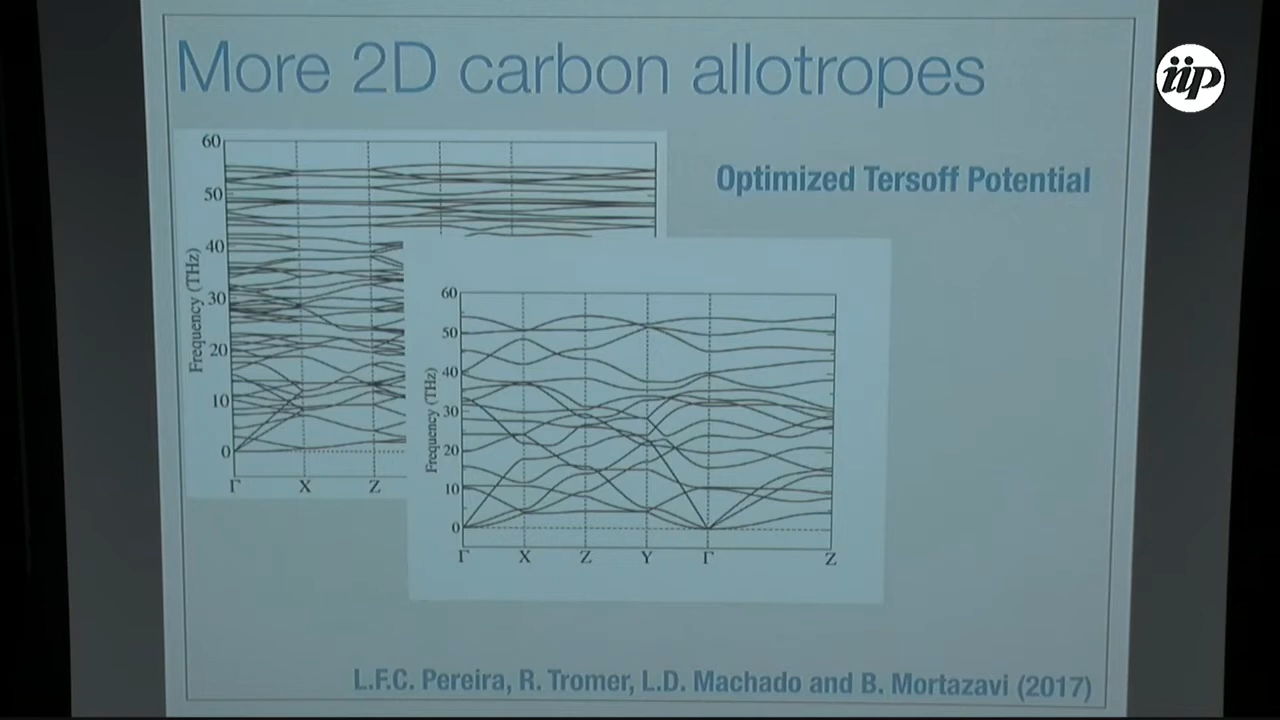 More 2D carbon allotropes
iip
Optimized Tersoff Potential
60
50
40
30
20
10
0
Frequency (THz)
Γ X Z
60
50
40
30
20
10
0
Frequency (THz)
Γ X Z Y Γ Z
L.F.C. Pereira, R. Tromer, L.D. Machado and B. Mortazavi (2017)